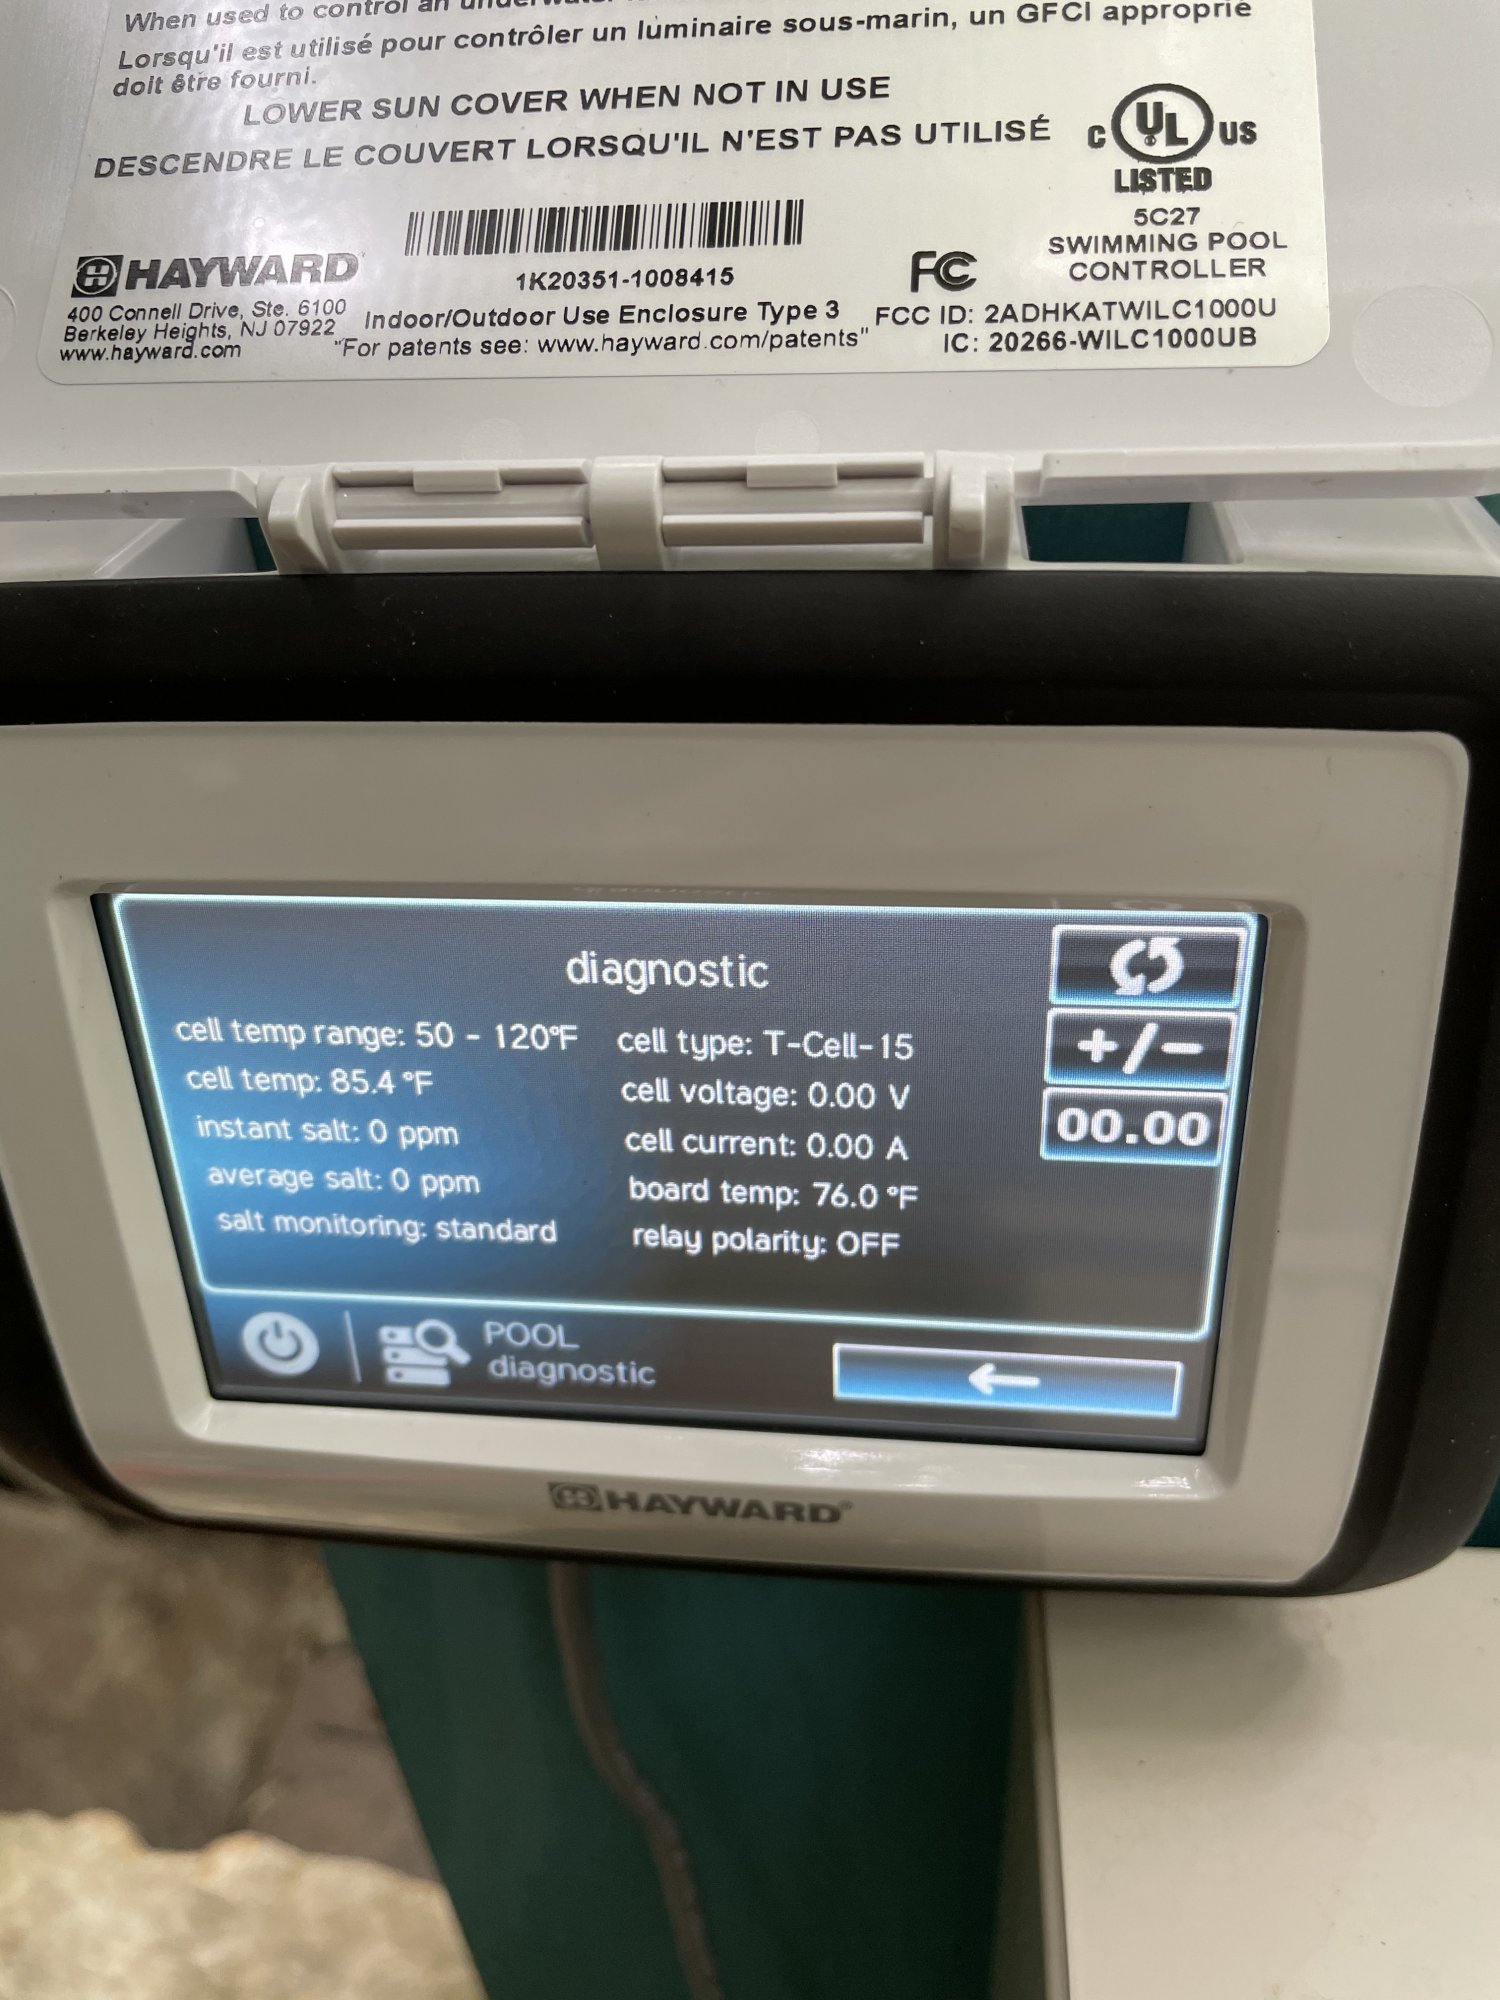 When used to control an
Lorsqu'il est utilisé pour contrôler un luminaire sous-marin, un GFCI approprié
doit être fourni.
LOWER SUN COVER WHEN NOT IN USE
DESCENDRE LE COUVERT LORSQU'IL N'EST PAS UTILISÉ
C UL US
LISTED
5C27
SWIMMING POOL
CONTROLLER
HAYWARD
1K20351-1008415
FC
400 Connell Drive, Ste. 6100
Berkeley Heights, NJ 07922
www.hayward.com
Indoor/Outdoor Use Enclosure Type 3
"For patents see: www.hayward.com/patents"
FCC ID: 2ADHKATWILC1000U
IC: 20266-WILC1000UB
diagnostic
cell temp range: 50 - 120°F
cell temp: 85.4 °F
instant salt: 0 ppm
average salt: 0 ppm
salt monitoring: standard
cell type: T-Cell-15
cell voltage: 0.00 V
cell current: 0.00 A
board temp: 76.0 °F
relay polarity: OFF
+/-
00.00
POOL
diagnostic
HAYWARD®